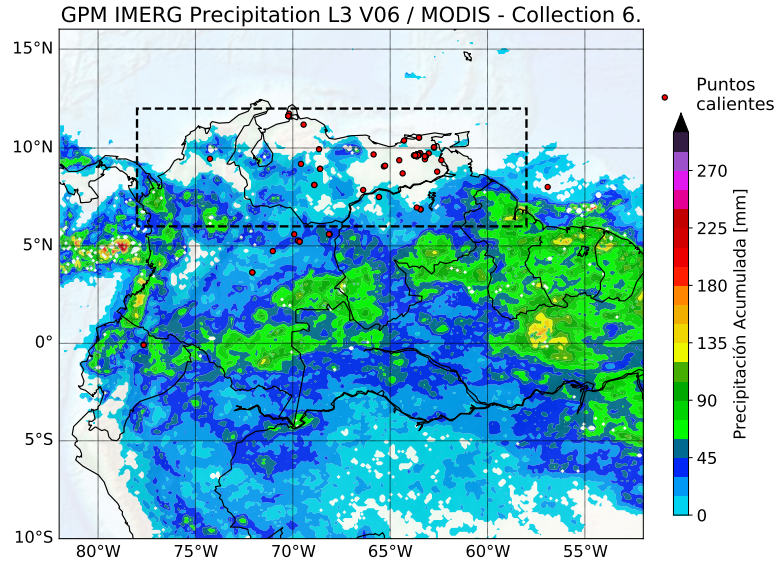 GPM IMERG Precipitation L3 V06 / MODIS - Collection 6.
15°N
10°N
5°N
0°
5°S
10°S
80°W
75°W
70°W
65°W
60°W
55°W
Puntos
calientes
270
225
180
135
90
45
0
Precipitación Acumulada [mm]